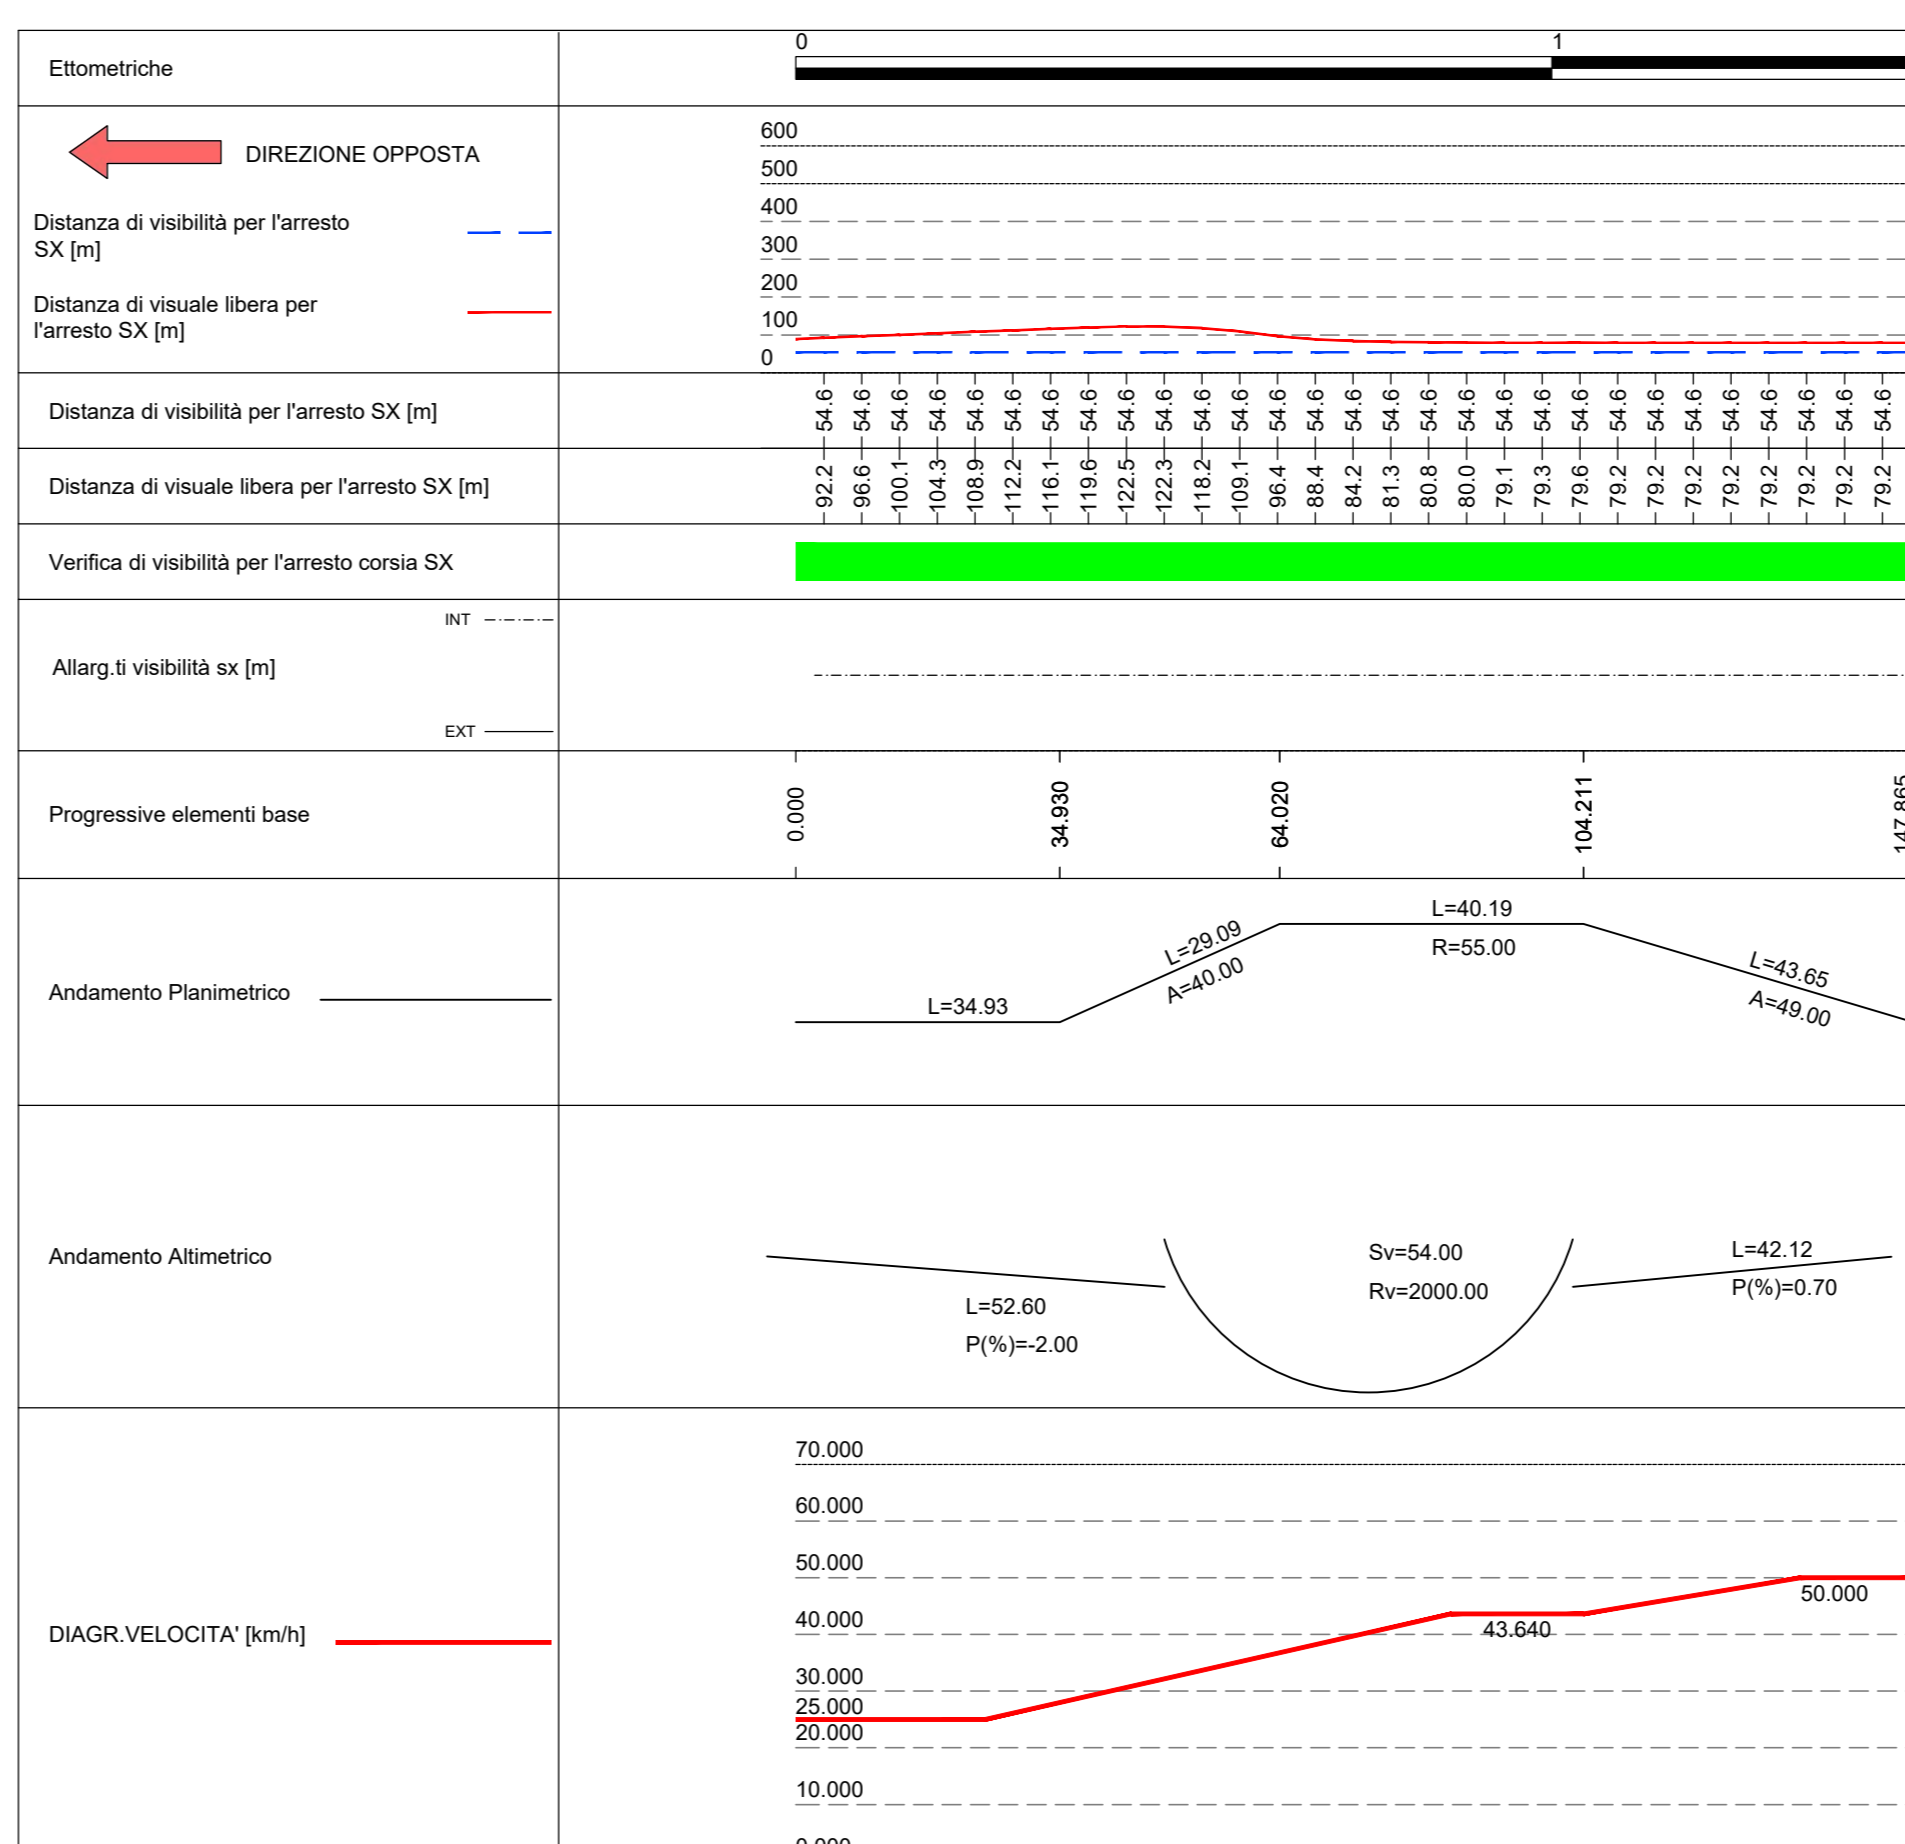 Ettometriche
0 1
DIREZIONE OPPOSTA
Distanza di visibilità per l'arresto
SX [m]
Distanza di visuale libera per
l'arresto SX [m]
600
500
400
300
200
100
0
Distanza di visibilità per l'arresto SX [m]
54.6 54.6 54.6 54.6 54.6 54.6 54.6 54.6 54.6 54.6 54.6 54.6 54.6 54.6 54.6 54.6 54.6 54.6 54.6 54.6 54.6 54.6 54.6 54.6 54.6 54.6 54.6 54.6 54.6
Distanza di visuale libera per l'arresto SX [m]
92.2 96.6 100.1 104.3 108.9 112.2 116.1 119.6 122.5 122.3 118.2 109.1 96.4 88.4 84.2 81.3 80.8 80.0 79.1 79.3 79.6 79.2 79.2 79.2 79.2 79.2 79.2 79.2 79.2
Verifica di visibilità per l'arresto corsia SX
INT
Allarg.ti visibilità sx [m]
EXT
Progressive elementi base
0.000 34.930 64.020 104.211 147.865
Andamento Planimetrico
L=34.93
L=29.09
A=40.00
L=40.19
R=55.00
L=43.65
A=49.00
Andamento Altimetrico
L=52.60
P(%)=-2.00
Sv=54.00
Rv=2000.00
L=42.12
P(%)=0.70
DIAGR.VELOCITA' [km/h]
70.000
60.000
50.000
50.000
40.000
43.640
30.000
25.000
20.000
10.000
0.000